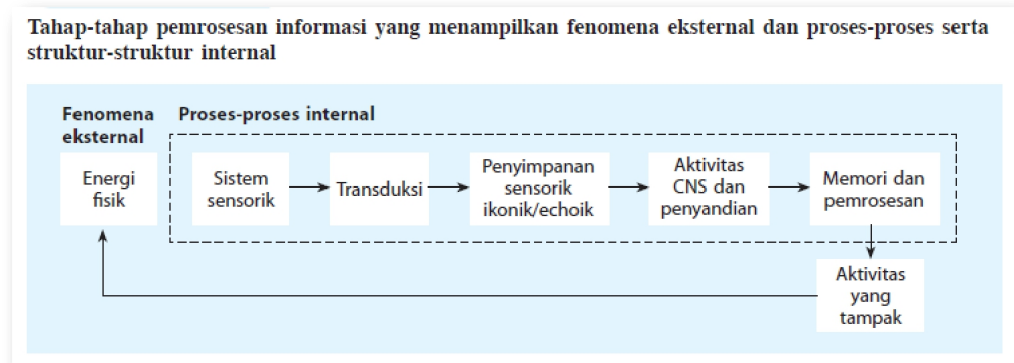 Tahap-tahap pemrosesan informasi yang menampilkan fenomena eksternal dan proses-proses serta
struktur-struktur internal
Fenomena
eksternal
Proses-proses internal
Energi
fisik
Sistem
sensorik
Transduksi
Penyimpanan
sensorik
ikonik/echoik
Aktivitas
CNS dan
penyandian
Memori dan
pemrosesan
Aktivitas
yang
tampak